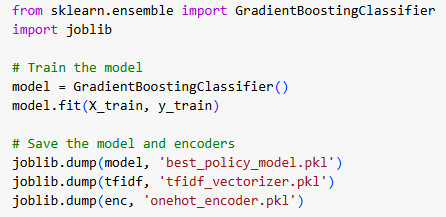 from sklearn.ensemble import GradientBoostingClassifier
import joblib
# Train the model
model = GradientBoostingClassifier()
model.fit(X_train, y_train)
# Save the model and encoders
joblib.dump(model, 'best_policy_model.pkl')
joblib.dump(tfidf, 'tfidf_vectorizer.pkl')
joblib.dump(enc, 'onehot_encoder.pkl')